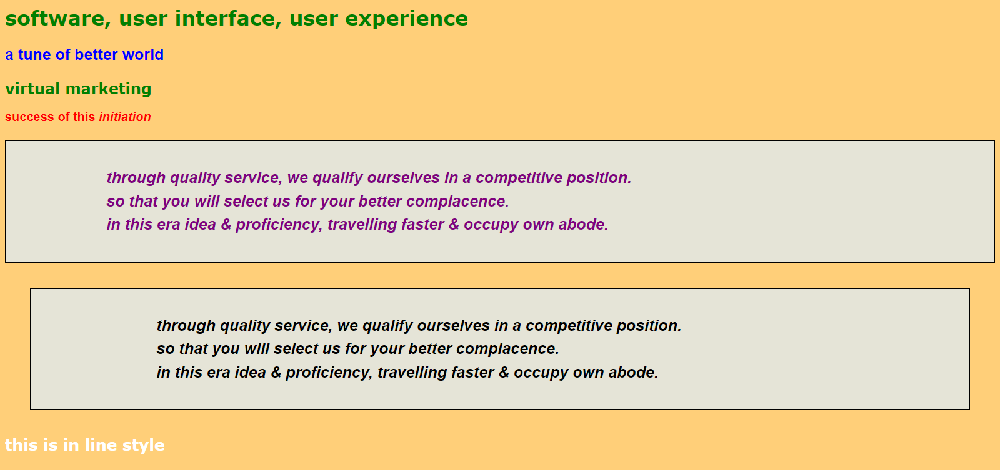 software, user interface, user experience
a tune of better world
virtual marketing
success of this initiation
through quality service, we qualify ourselves in a competitive position.
so that you will select us for your better complacence.
in this era idea & proficiency, travelling faster & occupy own abode.
through quality service, we qualify ourselves in a competitive position.
so that you will select us for your better complacence.
in this era idea & proficiency, travelling faster & occupy own abode.
this is in line style